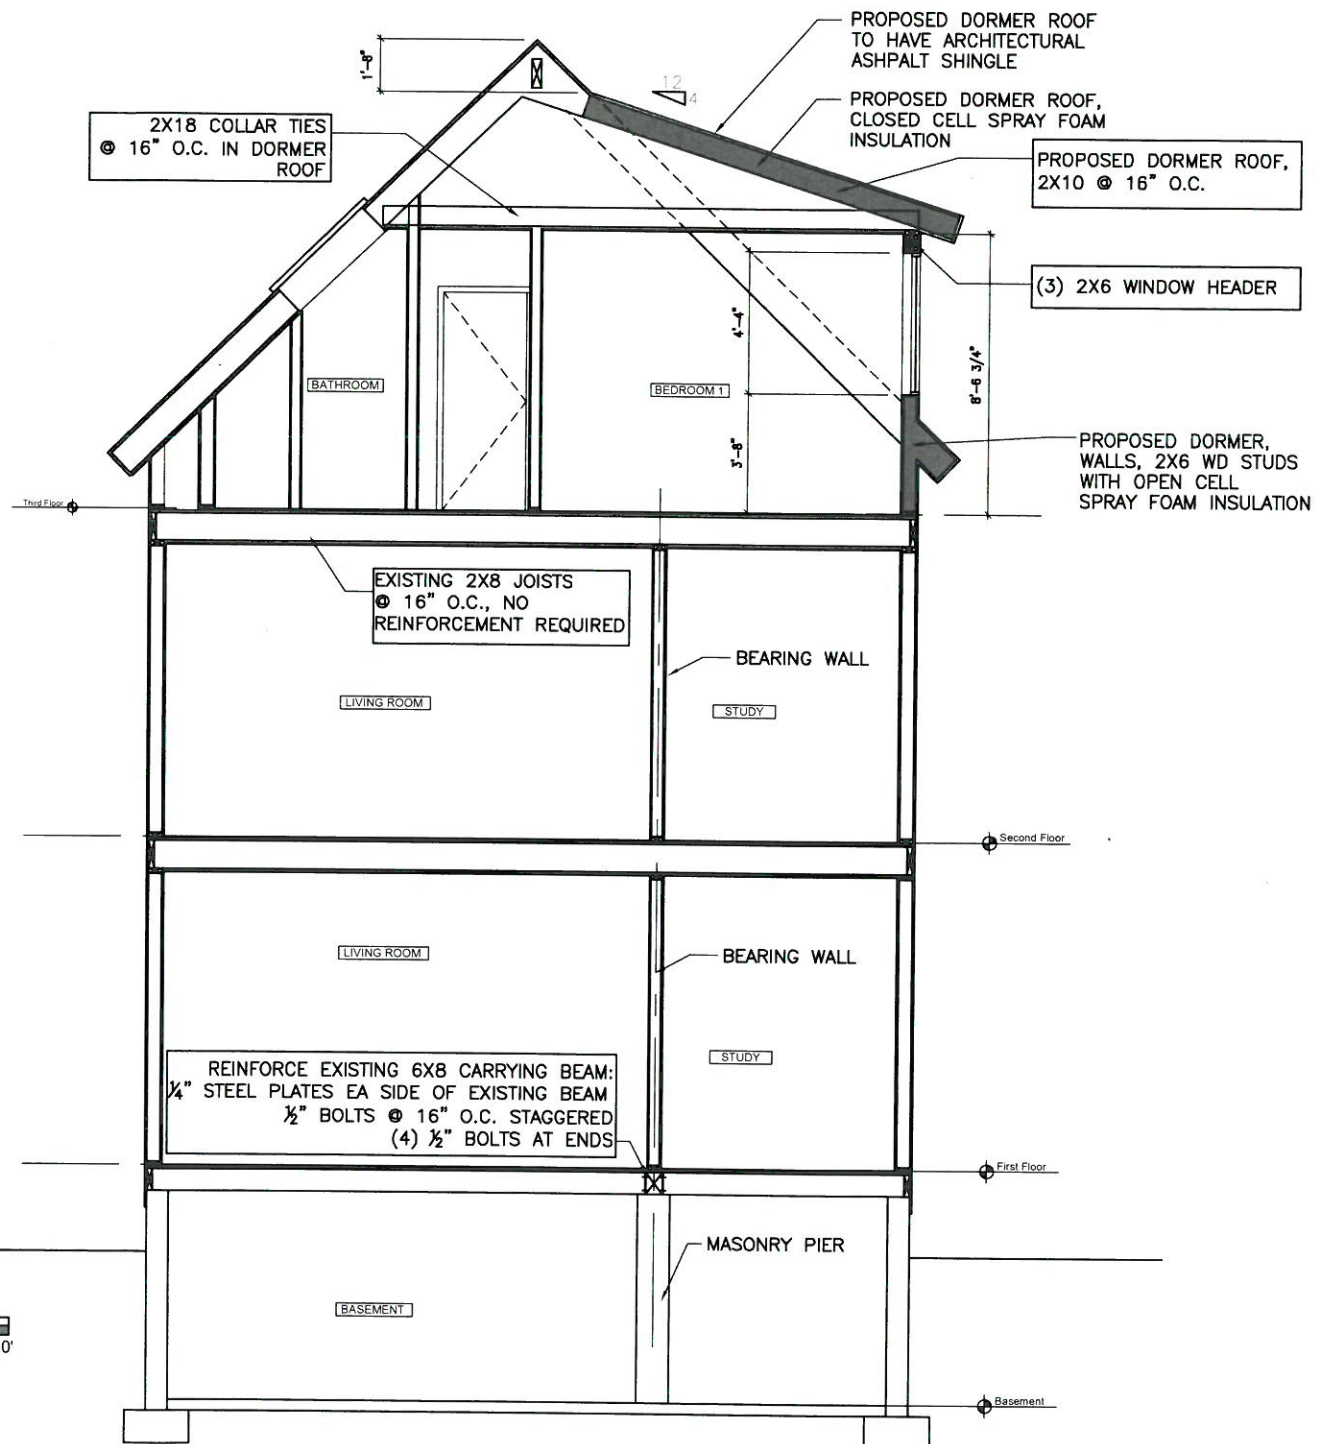 PROPOSED DORMER ROOF
TO HAVE ARCHITECTURAL
ASHPALT SHINGLE
1'-8"
12
4
PROPOSED DORMER ROOF,
CLOSED CELL SPRAY FOAM
INSULATION
2X18 COLLAR TIES
@ 16" O.C. IN DORMER
ROOF
PROPOSED DORMER ROOF,
2X10 @ 16" O.C.
(3) 2X6 WINDOW HEADER
4'-4"
8'-6 3/4"
BATHROOM
BEDROOM 1
3'-8"
PROPOSED DORMER,
WALLS, 2X6 WD STUDS
WITH OPEN CELL
SPRAY FOAM INSULATION
Third Floor
EXISTING 2X8 JOISTS
@ 16" O.C., NO
REINFORCEMENT REQUIRED
BEARING WALL
LIVING ROOM
STUDY
Second Floor
LIVING ROOM
BEARING WALL
STUDY
REINFORCE EXISTING 6X8 CARRYING BEAM:
¼" STEEL PLATES EA SIDE OF EXISTING BEAM
½" BOLTS @ 16" O.C. STAGGERED
(4) ½" BOLTS AT ENDS
First Floor
MASONRY PIER
BASEMENT
0'
Basement